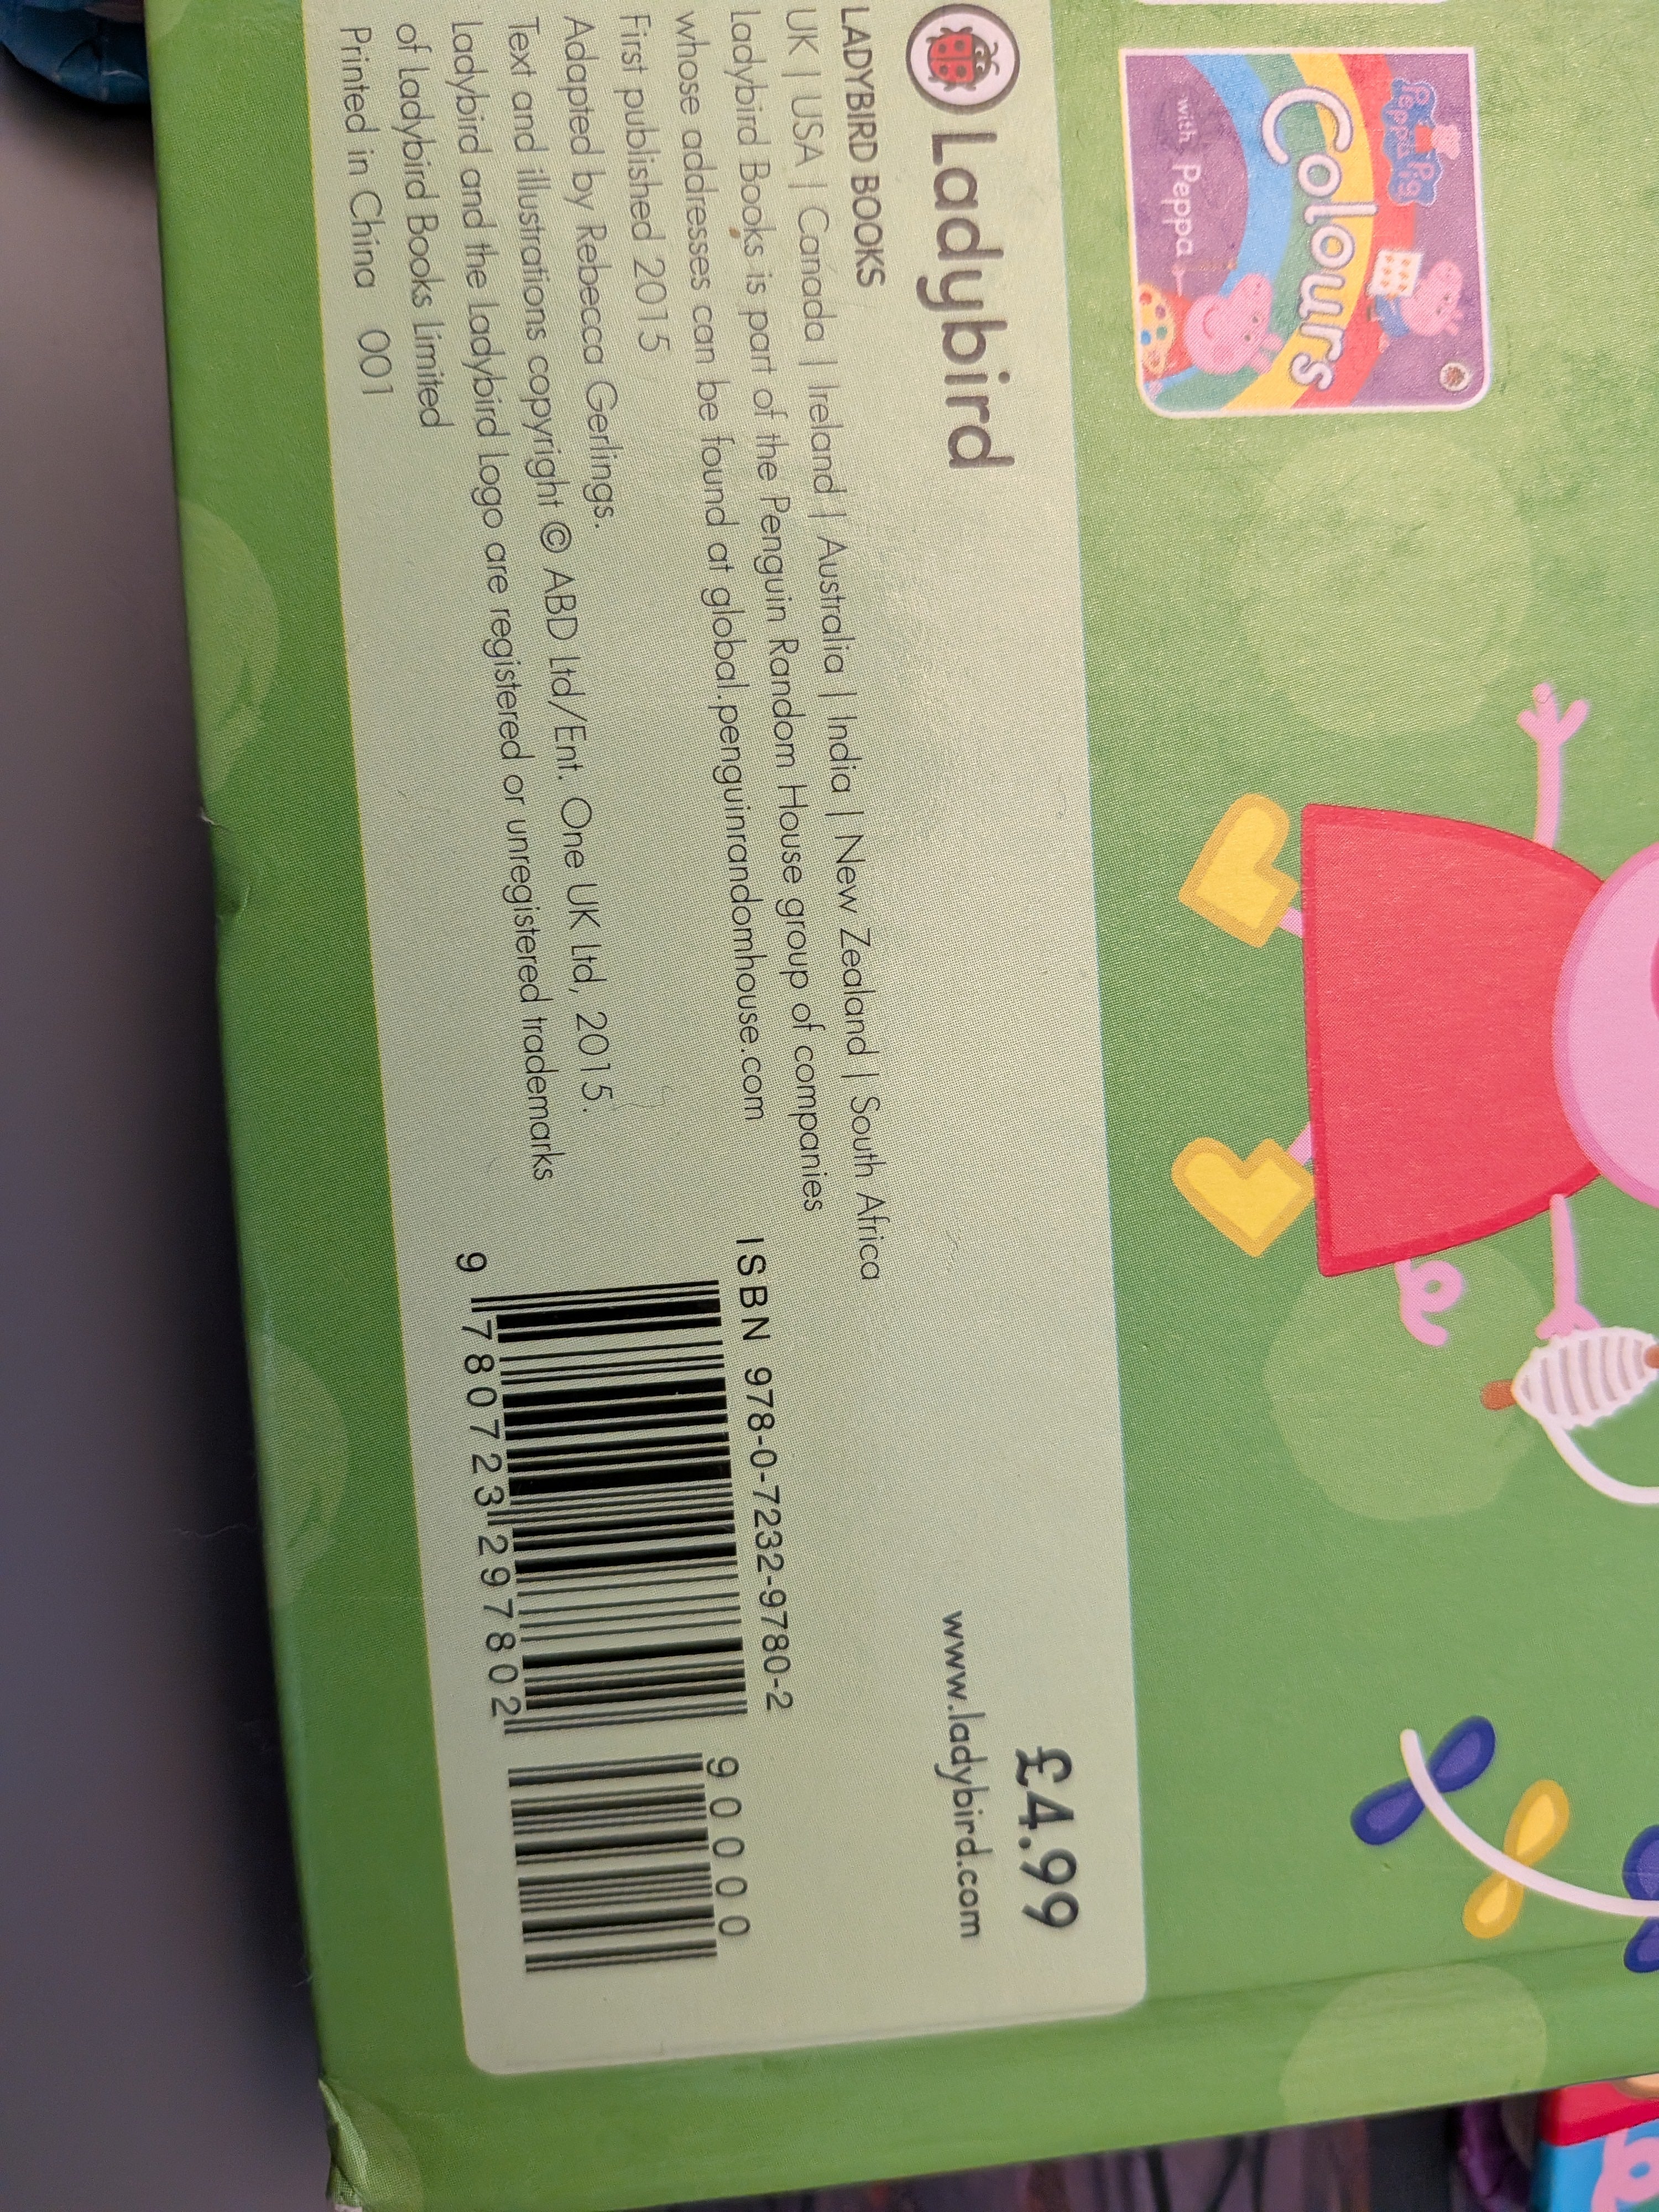 Peppa Pig
Colours
with Peppa
Ladybird
£4.99
www.ladybird.com
LADYBIRD BOOKS
UK | USA | Canada | Ireland | Australia | India | New Zealand | South Africa
Ladybird Books is part of the Penguin Random House group of companies
whose addresses can be found at global.penguinrandomhouse.com
First published 2015
Adapted by Rebecca Gerlings.
Text and illustrations copyright © ABD Ltd/Ent. One UK Ltd, 2015.
Ladybird and the Ladybird Logo are registered or unregistered trademarks
of Ladybird Books limited
Printed in China 001
ISBN 978-0-7232-9780-2
90000
9 780723 297802